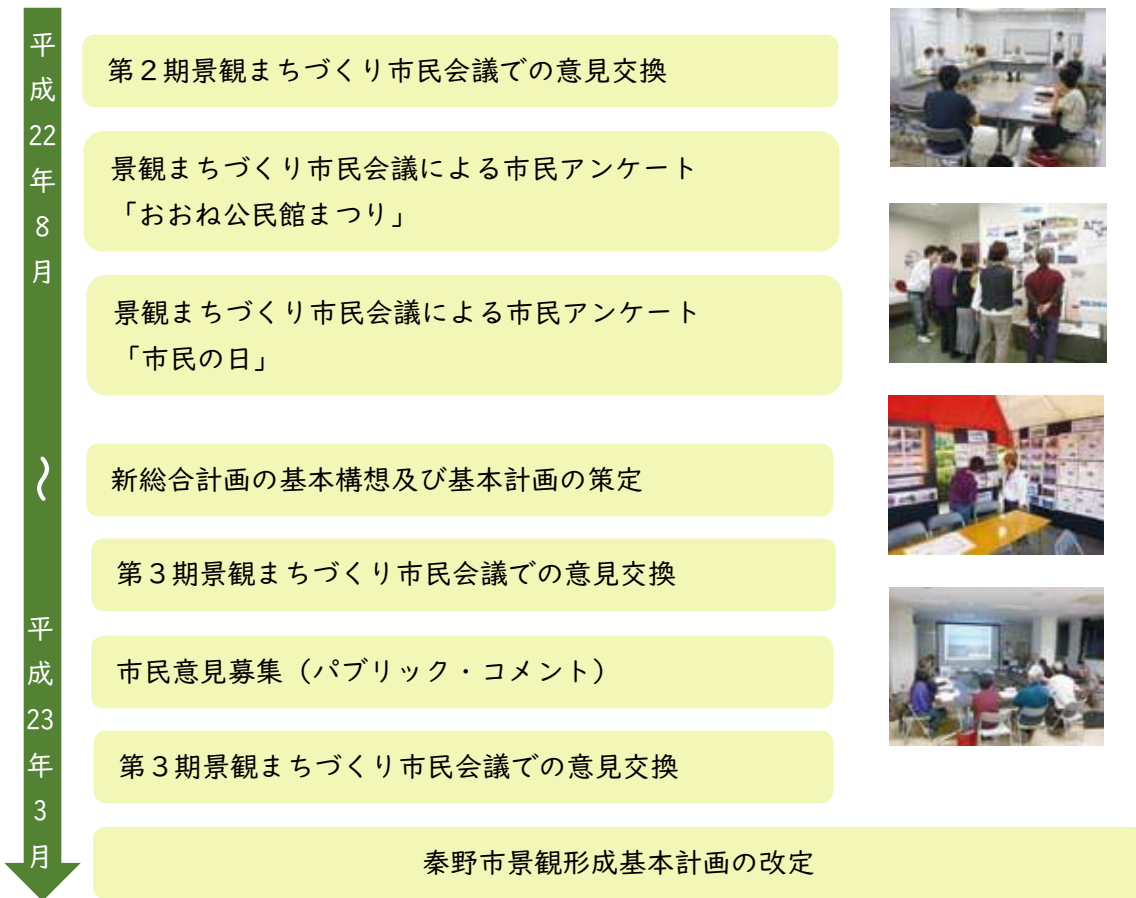 平成22年8月
〜
平成23年3月
第2期景観まちづくり市民会議での意見交換
景観まちづくり市民会議による市民アンケート
「おおね公民館まつり」
景観まちづくり市民会議による市民アンケート
「市民の日」
新総合計画の基本構想及び基本計画の策定
第3期景観まちづくり市民会議での意見交換
市民意見募集（パブリック・コメント）
第3期景観まちづくり市民会議での意見交換
秦野市景観形成基本計画の改定